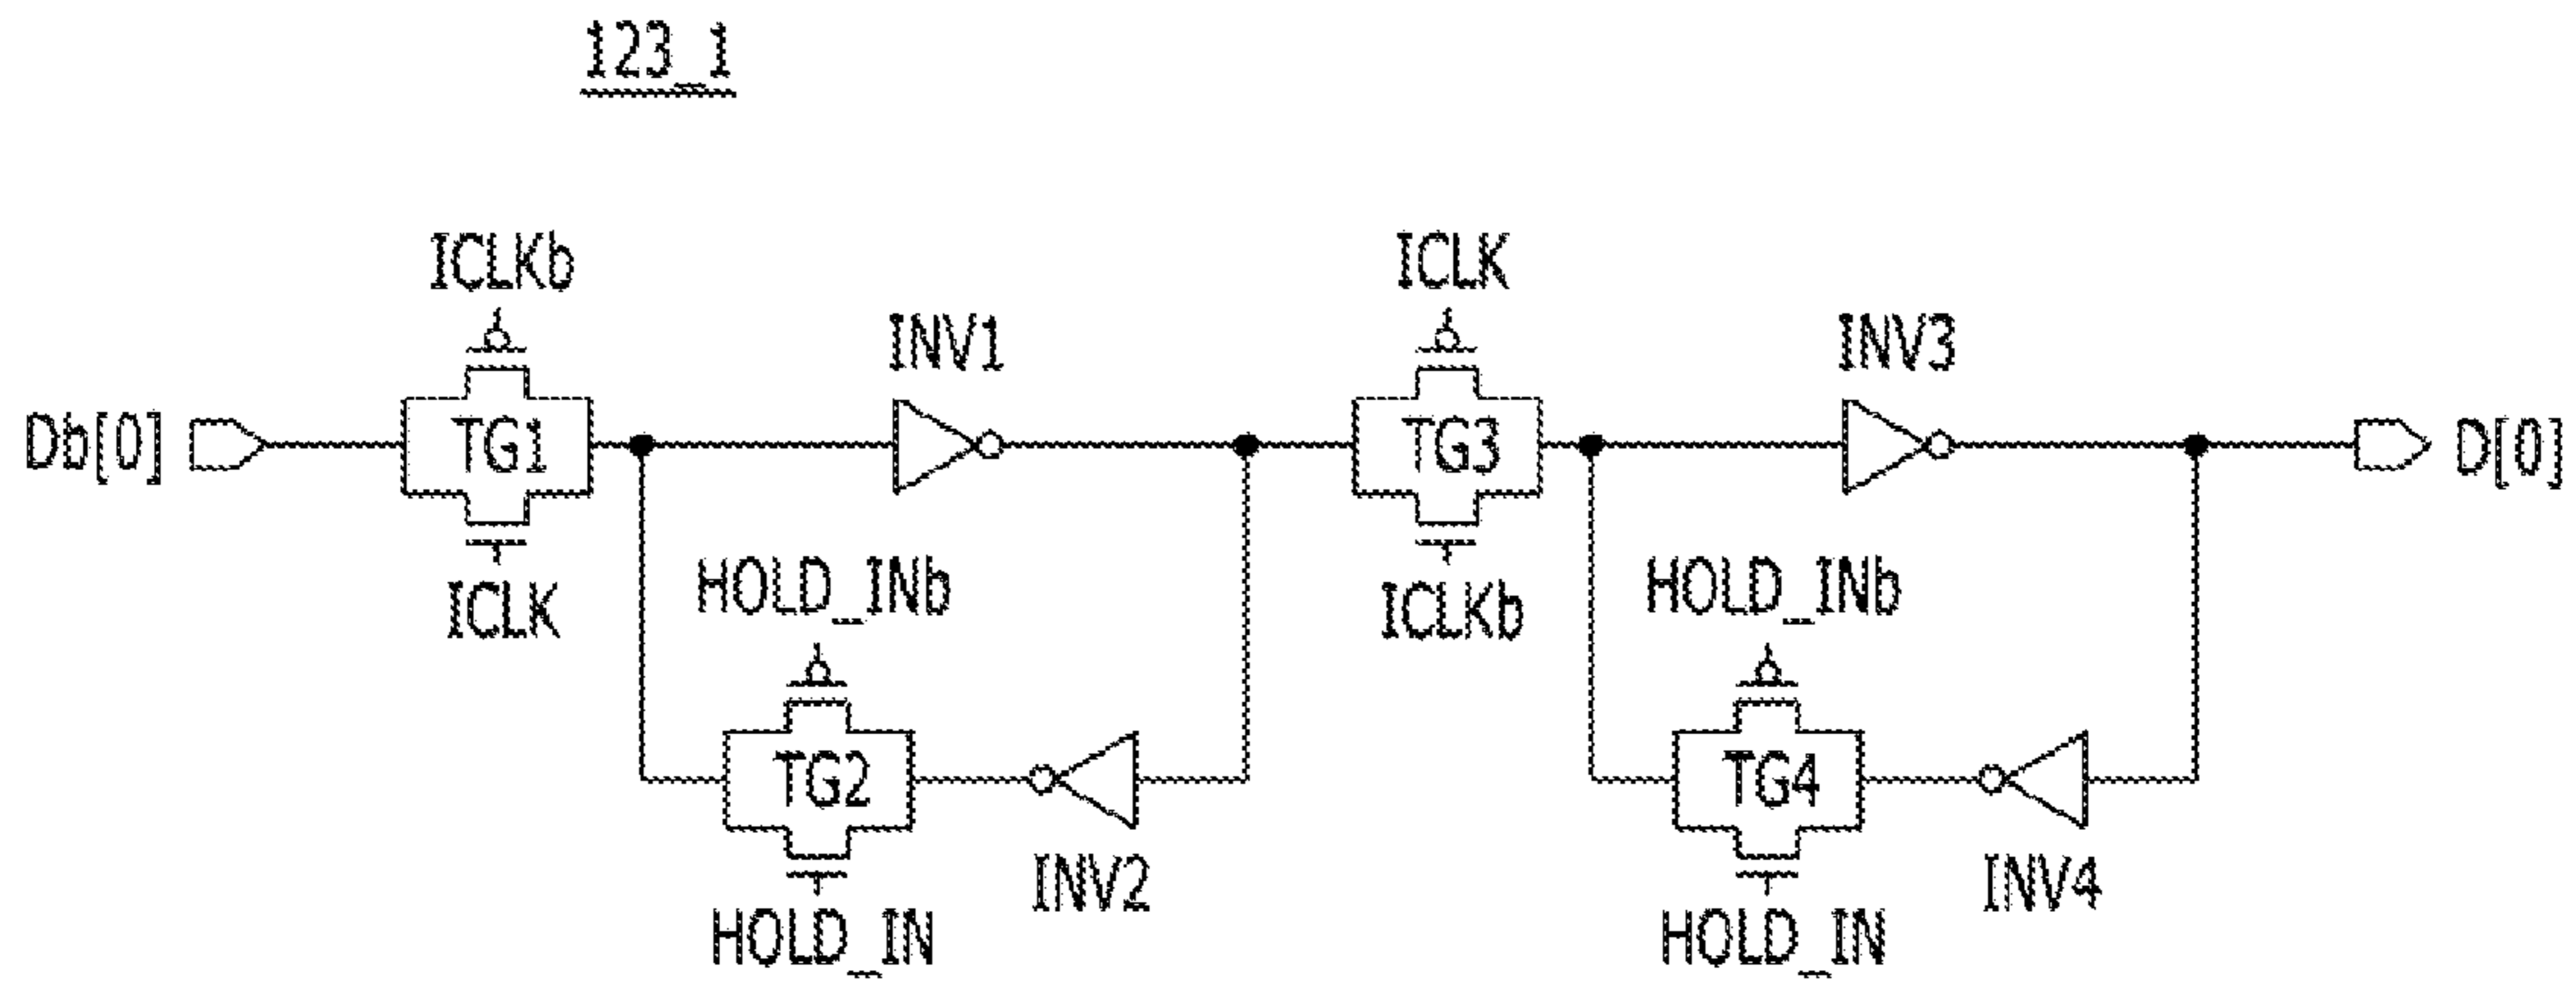 123_1
ICLKb
ICLK
INV1
INV3
Db[0]
TG1
TG3
D[0]
ICLK
HOLD_INb
ICLKb
HOLD_INb
TG2
TG4
INV2
INV4
HOLD_IN
HOLD_IN